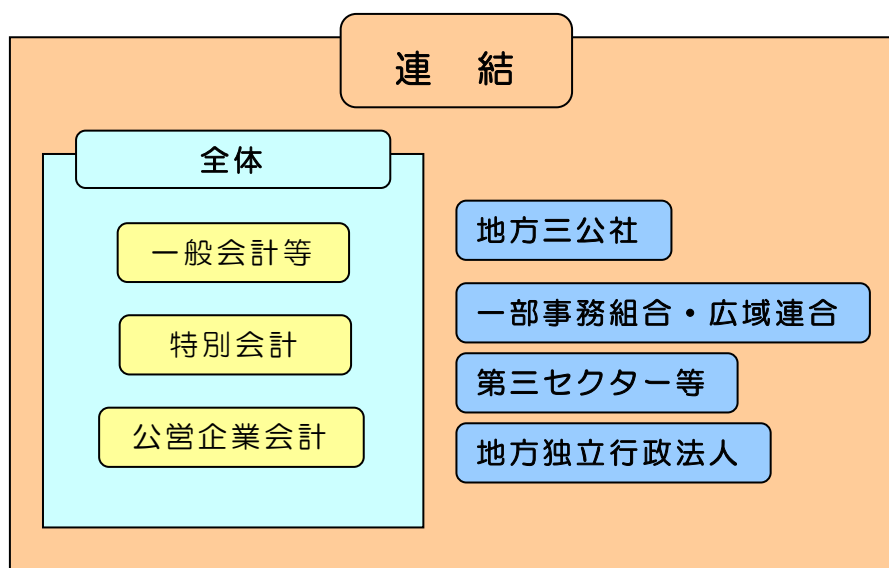 連　結
全体
一般会計等
特別会計
公営企業会計
地方三公社
一部事務組合・広域連合
第三セクター等
地方独立行政法人